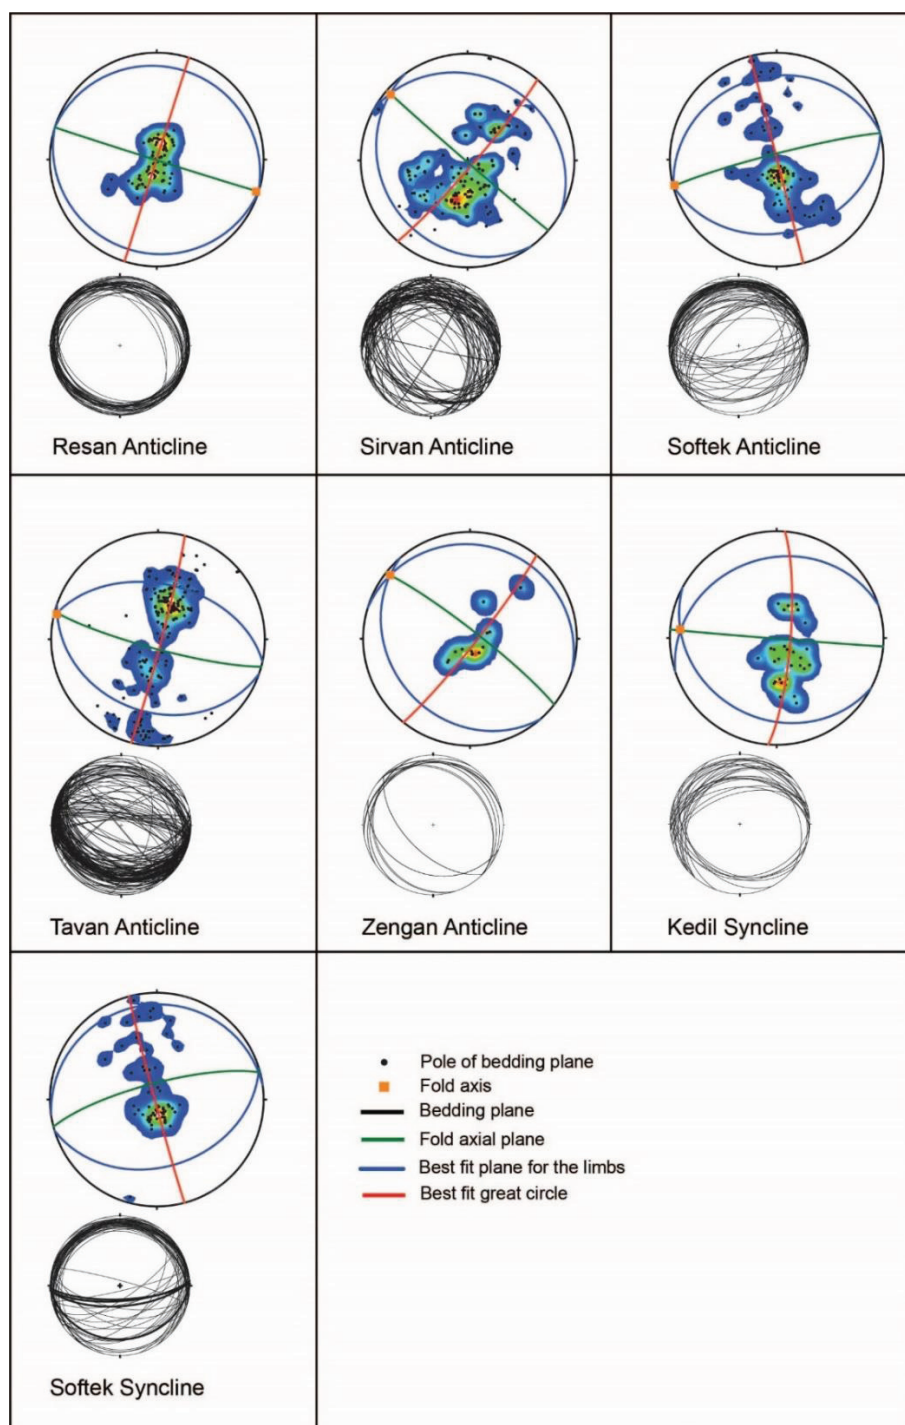 Resan Anticline
Sirvan Anticline
Softek Anticline
Tavan Anticline
Zengan Anticline
Kedil Syncline
Softek Syncline
Pole of bedding plane
Fold axis
Bedding plane
Fold axial plane
Best fit plane for the limbs
Best fit great circle